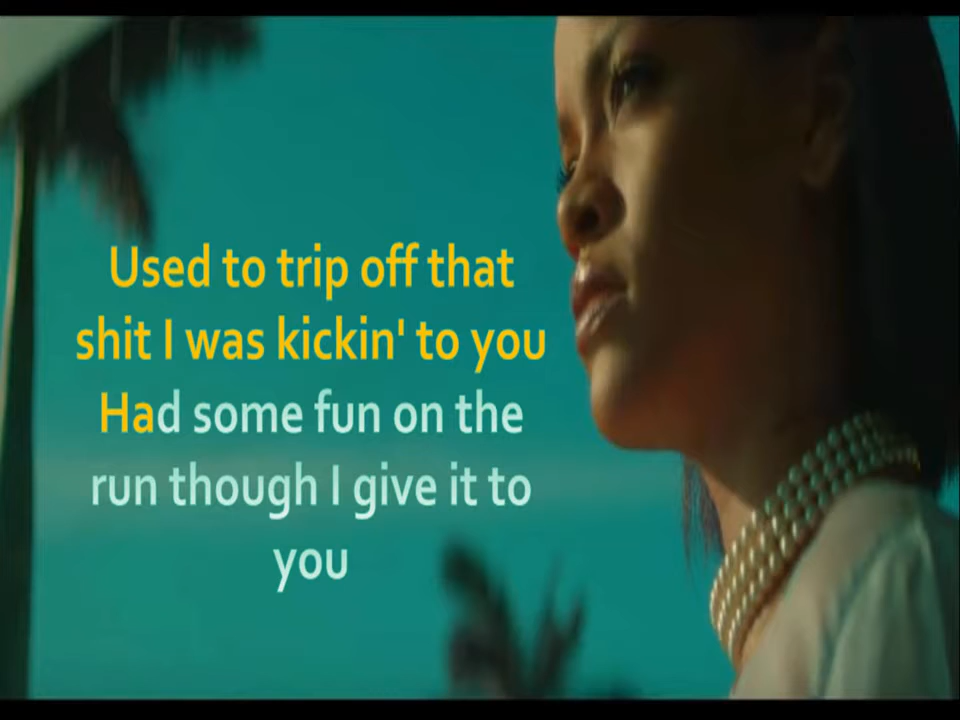 Used to trip off that
shit I was kickin' to you
Had some fun on the
run though I give it to
you